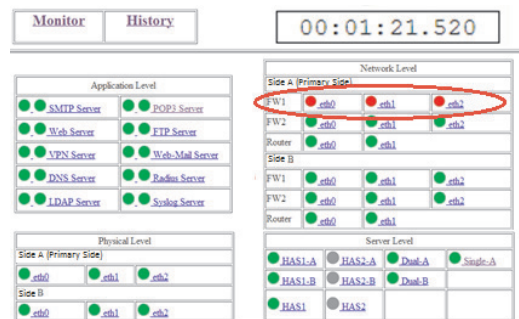 Monitor History
00:01:21.520
Application Level
SMTP Server POP3 Server
Web Server FTP Server
VPN Server Web-Mail Server
DNS Server Radius Server
LDAP Server Syslog Server
Network Level
Side A (Primary Side)
FW1 eth0 eth1 eth2
FW2 eth0 eth1 eth2
Router eth0 eth1
Side B
FW1 eth0 eth1 eth2
FW2 eth0 eth1 eth2
Router eth0 eth1
Physical Level
Side A (Primary Side)
eth0 eth1 eth2
Side B
eth0 eth1 eth2
Server Level
HAS1-A HAS2-A Dual-A Single-A
HAS1-B HAS2-B Dual-B
HAS1 HAS2